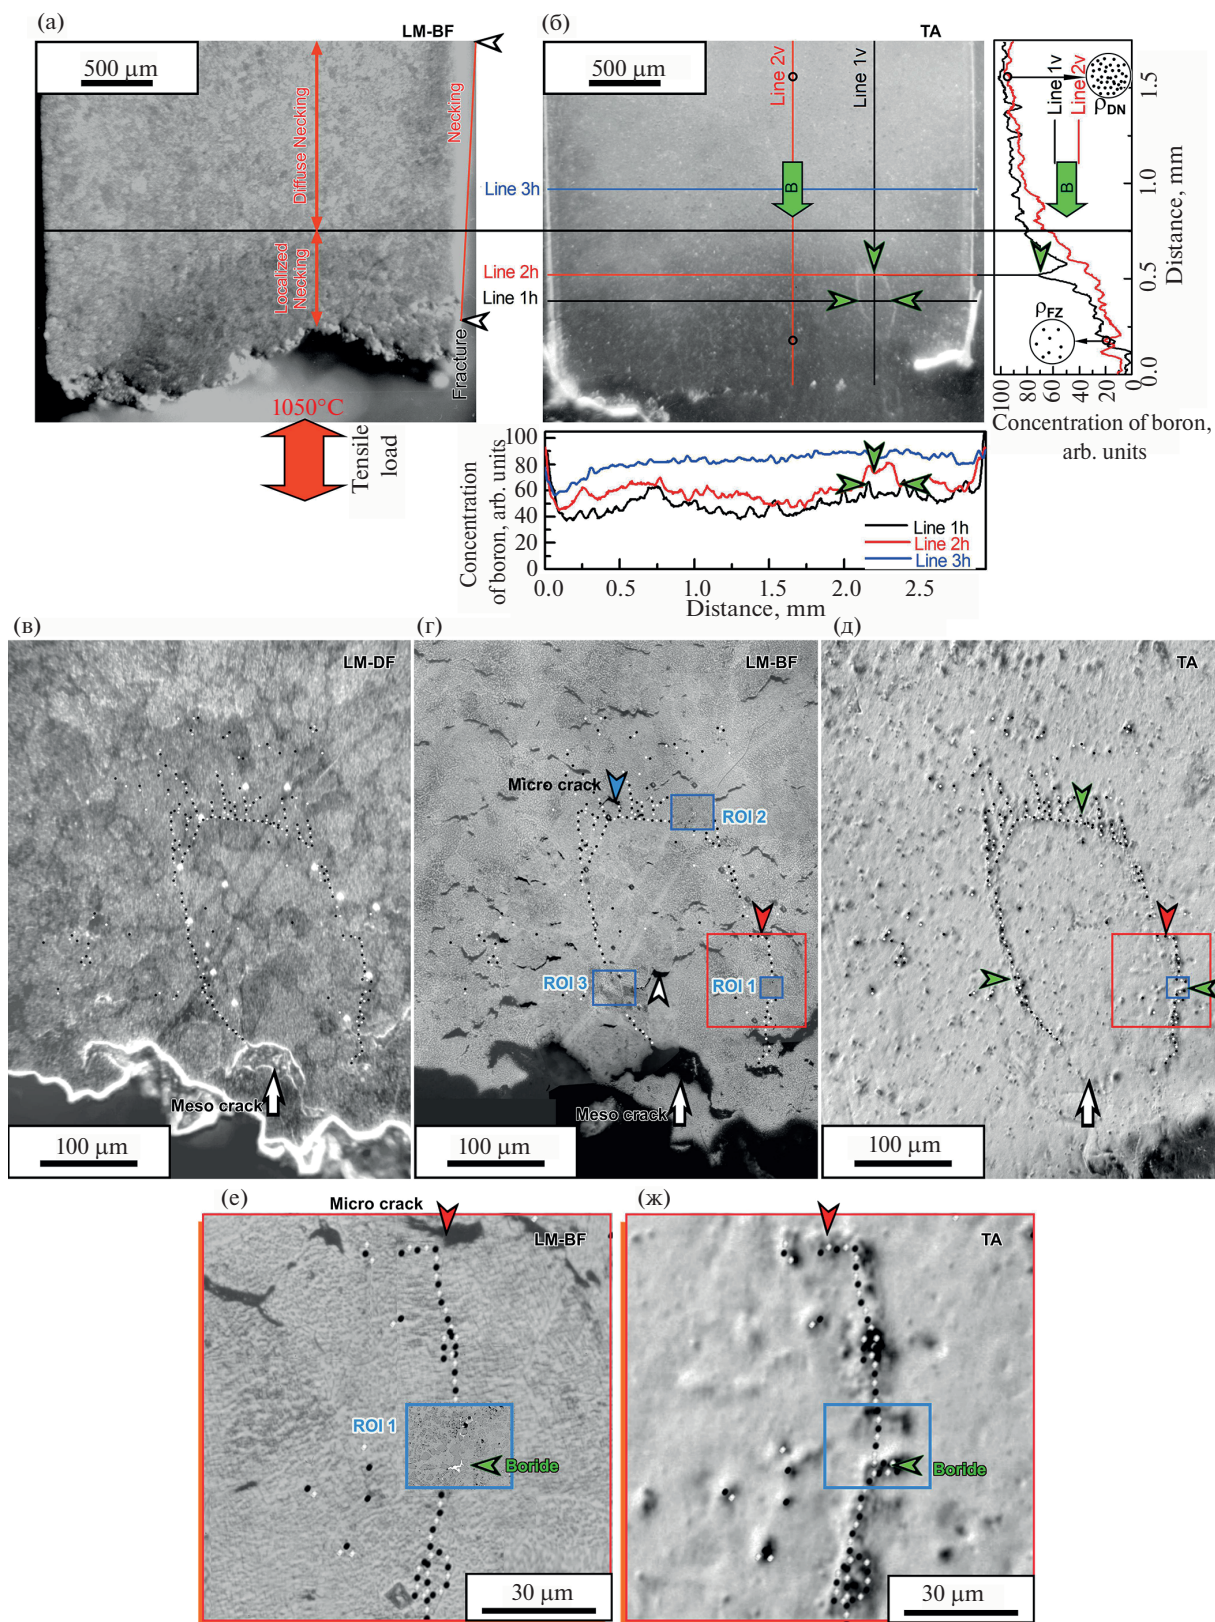 (а)
LM-BF
500 μm
Diffuse Necking
Localized
Necking
Necking
Fracture
1050°C
Tensile
load
(б)
TA
500 μm
Line 2v
Line 1v
B
Line 3h
Line 2h
Line 1h
Line 1v
Line 2v
ρDN
B
ρFZ
1.5
1.0
0.5
0.0
Distance, mm
100
80
60
40
20
0
Concentration of boron,
arb. units
100
80
60
40
20
0
Concentration
of boron, arb. units
Line 1h
Line 2h
Line 3h
0.0
0.5
1.0
1.5
2.0
2.5
Distance, mm
(в)
LM-DF
Meso crack
100 μm
(г)
LM-BF
Micro crack
ROI 2
ROI 3
ROI 1
Meso crack
100 μm
(д)
TA
100 μm
(е)
Micro crack
LM-BF
ROI 1
Boride
30 μm
(ж)
TA
Boride
30 μm